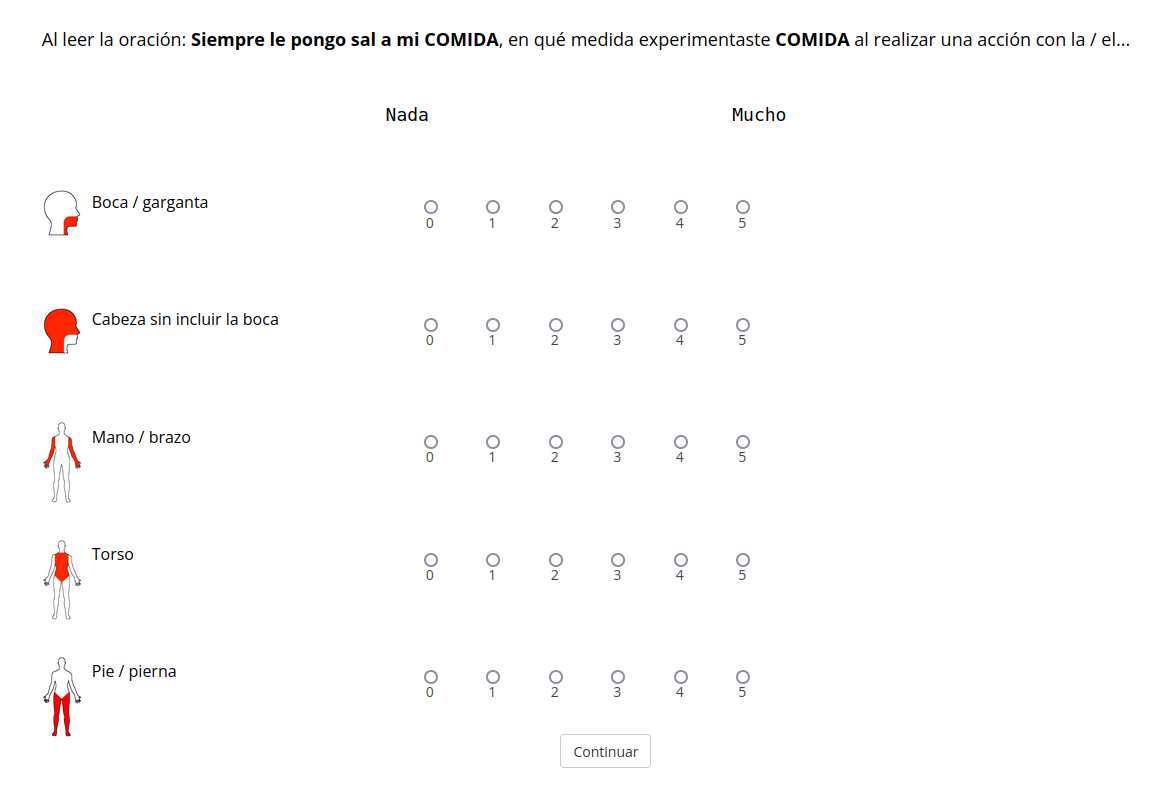 Al leer la oración: Siempre le pongo sal a mi COMIDA, en qué medida experimentaste COMIDA al realizar una acción con la / el...
Nada Mucho
Boca / garganta
0 1 2 3 4 5
Cabeza sin incluir la boca
0 1 2 3 4 5
Mano / brazo
0 1 2 3 4 5
Torso
0 1 2 3 4 5
Pie / pierna
0 1 2 3 4 5
Continuar